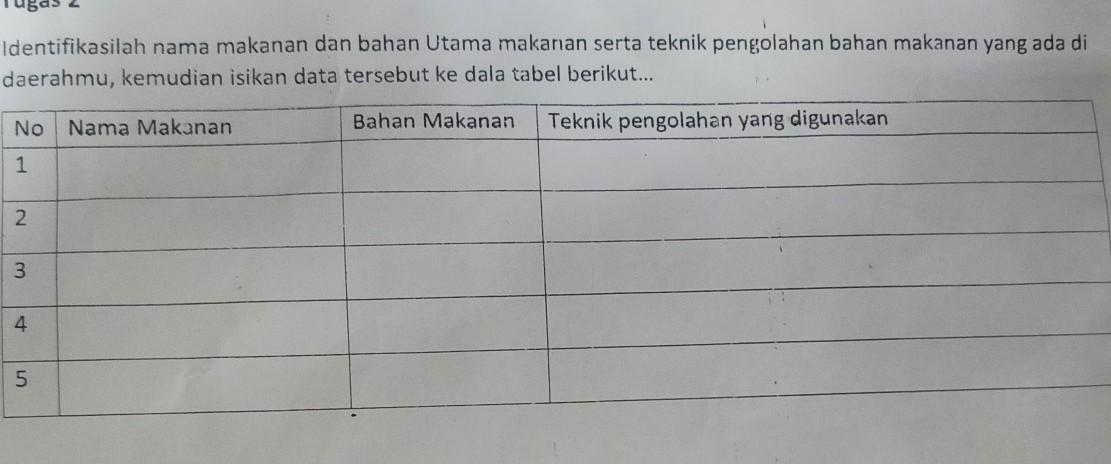 Tugas 2
Identifikasilah nama makanan dan bahan Utama makanan serta teknik pengolahan bahan makanan yang ada di
daerahmu, kemudian isikan data tersebut ke dala tabel berikut...
No Nama Makanan Bahan Makanan Teknik pengolahan yang digunakan
1
2
3
4
5